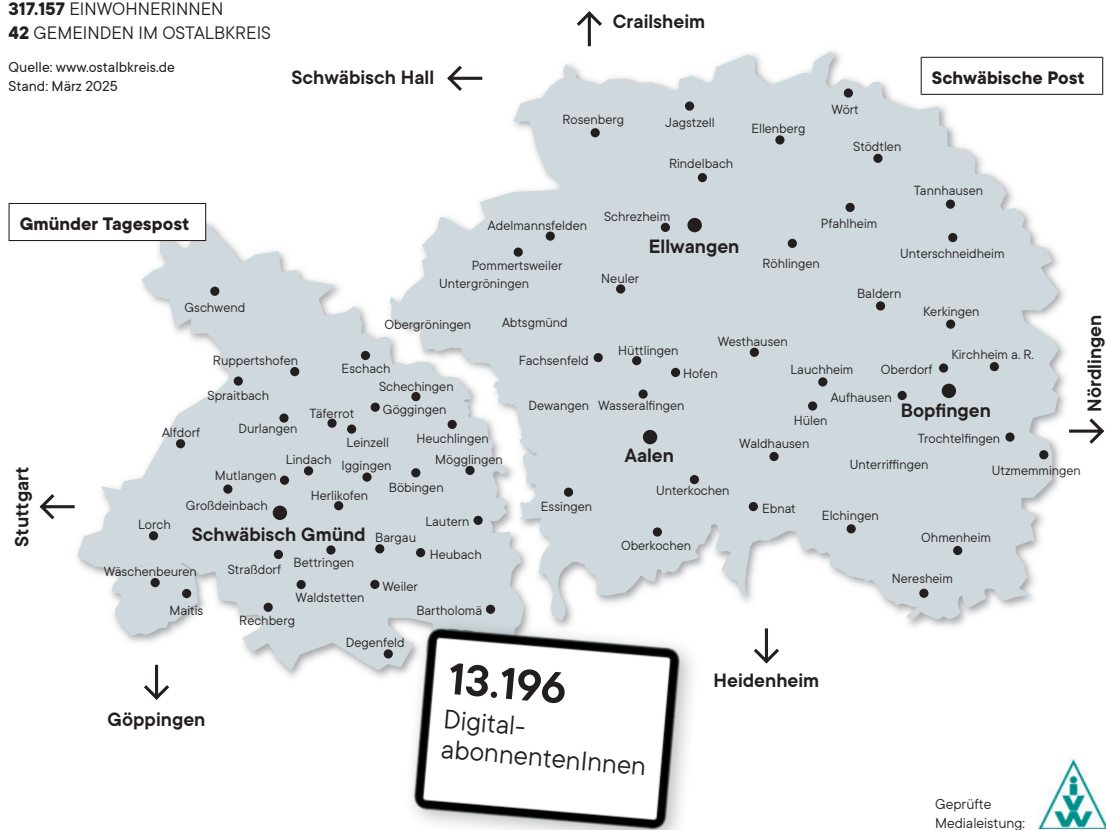 317.157 EINWOHNERINNEN
42 GEMEINDEN IM OSTALBKREIS
Quelle: www.ostalbkreis.de
Stand: März 2025
Crailsheim
Schwäbisch Hall
Schwäbische Post
Gmünder Tagespost
Rosenberg
Jagstzell
Wört
Ellenberg
Stödtlen
Rindelbach
Tannhausen
Schrezheim
Pfahlheim
Adelmannsfelden
Ellwangen
Unterschneidheim
Pommertsweiler
Röhlingen
Untergröningen
Neuler
Baldern
Kerkingen
Obergröningen
Abtsgmünd
Westhausen
Hüttlingen
Kirchheim a. R.
Fachsenfeld
Hofen
Lauchheim
Oberdorf
Aufhausen
Dewangen
Wasseralfingen
Bopfingen
Hülen
Trochtelfingen
Waldhausen
Aalen
Unterriffingen
Utzmemmingen
Unterkochen
Essingen
Ebnat
Elchingen
Oberkochen
Ohmenheim
Neresheim
Nördlingen
Gschwend
Ruppertshofen
Eschach
Spraitbach
Schechingen
Täferrot
Göggingen
Durlangen
Leinzell
Heuchlingen
Alfdorf
Lindach
Iggingen
Mögglingen
Mutlangen
Böbingen
Herlikofen
Großdeinbach
Lorch
Lautern
Schwäbisch Gmünd
Bargau
Bettringen
Heubach
Straßdorf
Wäschenbeuren
Waldstetten
Weiler
Maitis
Rechberg
Bartholomä
Degenfeld
Stuttgart
Göppingen
Heidenheim
13.196
Digital-
abonnentenInnen
Geprüfte
Medialeistung:
iVW